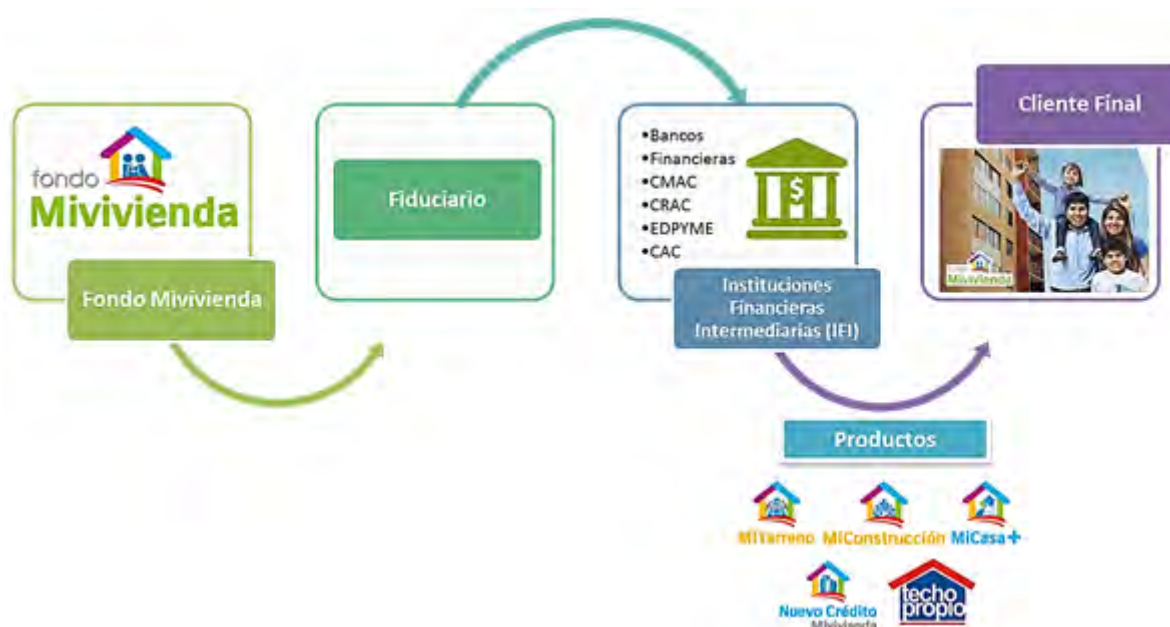 fondo
Mivivienda
Fondo Mivivienda
Fiduciario
•Bancos
•Financieras
•CMAC
•CRAC
•EDPYME
•CAC
$
Instituciones
Financieras
Intermediarias (IFI)
Cliente Final
Mivivienda
Productos
MiTerreno
MiConstrucción
MiCasa+
Nuevo Crédito
Mivivienda
techo
propio